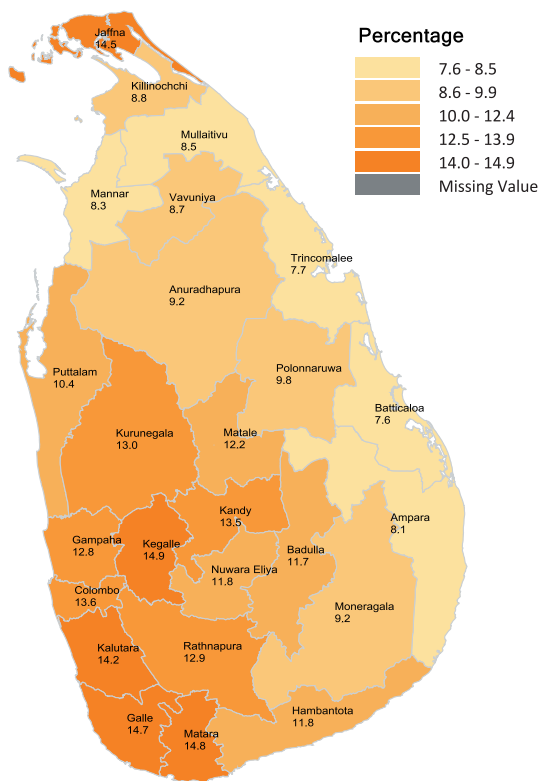 Percentage
7.6 - 8.5
8.6 - 9.9
10.0 - 12.4
12.5 - 13.9
14.0 - 14.9
Missing Value
Jaffna
14.5
Killinochchi
8.8
Mullaitivu
8.5
Mannar
8.3
Vavuniya
8.7
Trincomalee
7.7
Anuradhapura
9.2
Puttalam
10.4
Polonnaruwa
9.8
Batticaloa
7.6
Kurunegala
13.0
Matale
12.2
Kandy
13.5
Ampara
8.1
Gampaha
12.8
Kegalle
14.9
Badulla
11.7
Nuwara Eliya
11.8
Colombo
13.6
Moneragala
9.2
Kalutara
14.2
Rathnapura
12.9
Hambantota
11.8
Galle
14.7
Matara
14.8